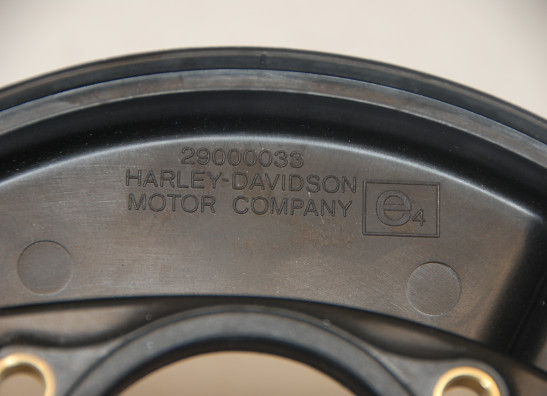 29000033
HARLEY-DAVIDSON
MOTOR COMPANY
e4